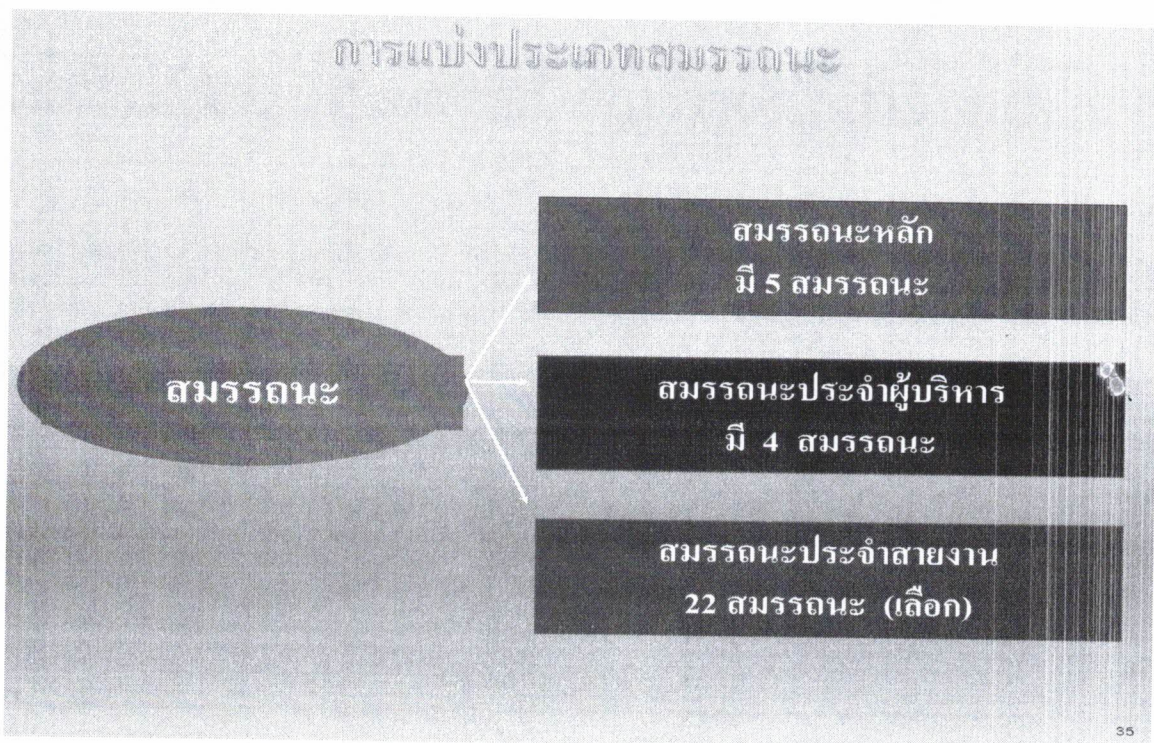 การแบ่งประเภทสมรรถนะ
สมรรถนะ
สมรรถนะหลัก
มี 5 สมรรถนะ
สมรรถนะประจำผู้บริหาร
มี 4 สมรรถนะ
สมรรถนะประจำสายงาน
22 สมรรถนะ (เลือก)
35